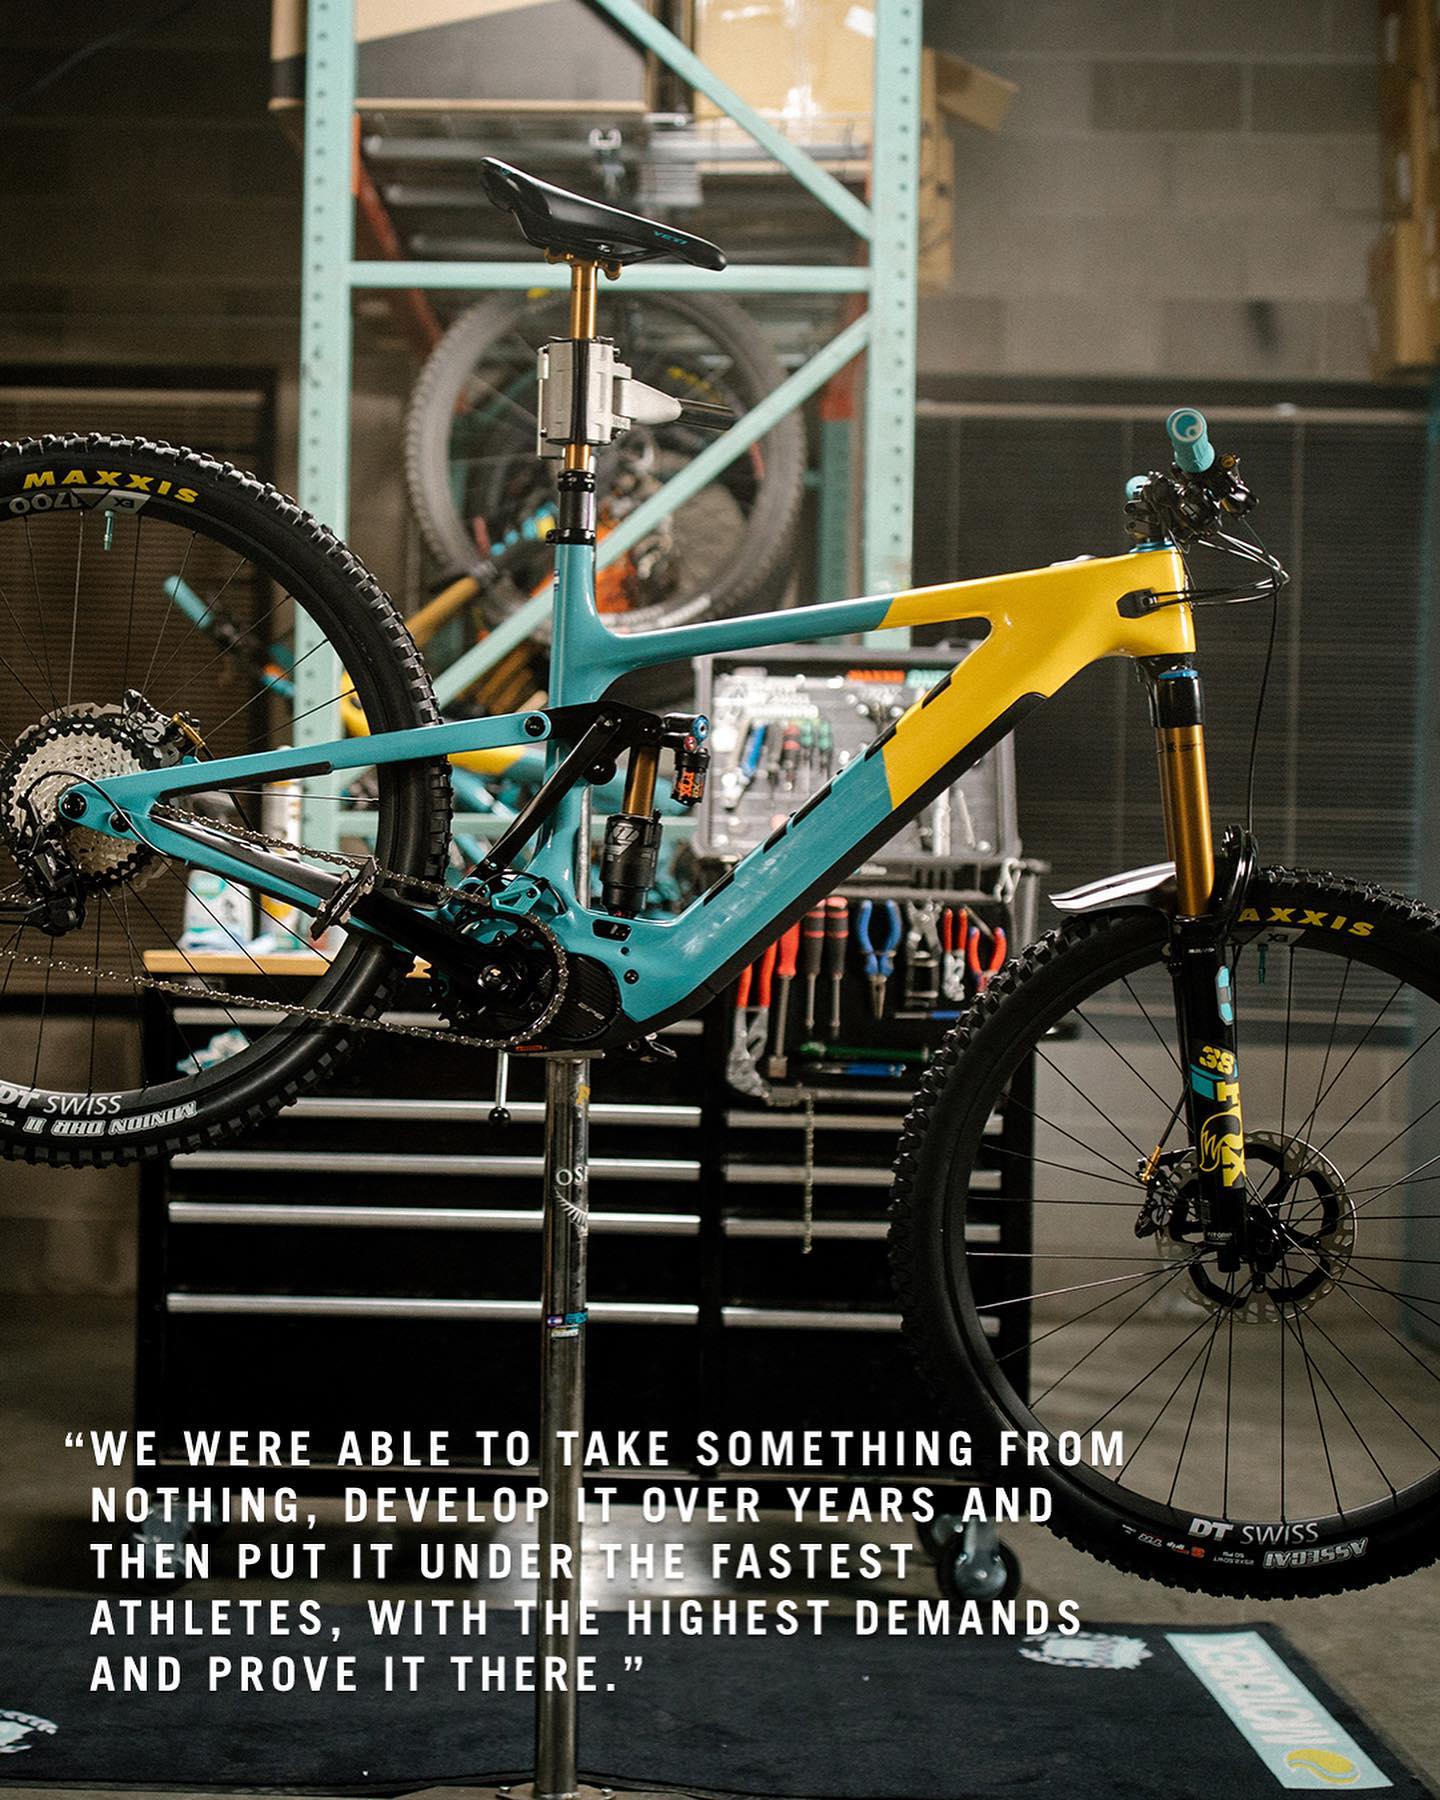 YETI
MAXXIS
1700
DT SWISS
MINION DHR II
MAXXIS
38
FOX
DT SWISS
ASSEGAI
“WE WERE ABLE TO TAKE SOMETHING FROM
NOTHING, DEVELOP IT OVER YEARS AND
THEN PUT IT UNDER THE FASTEST
ATHLETES, WITH THE HIGHEST DEMANDS
AND PROVE IT THERE.”